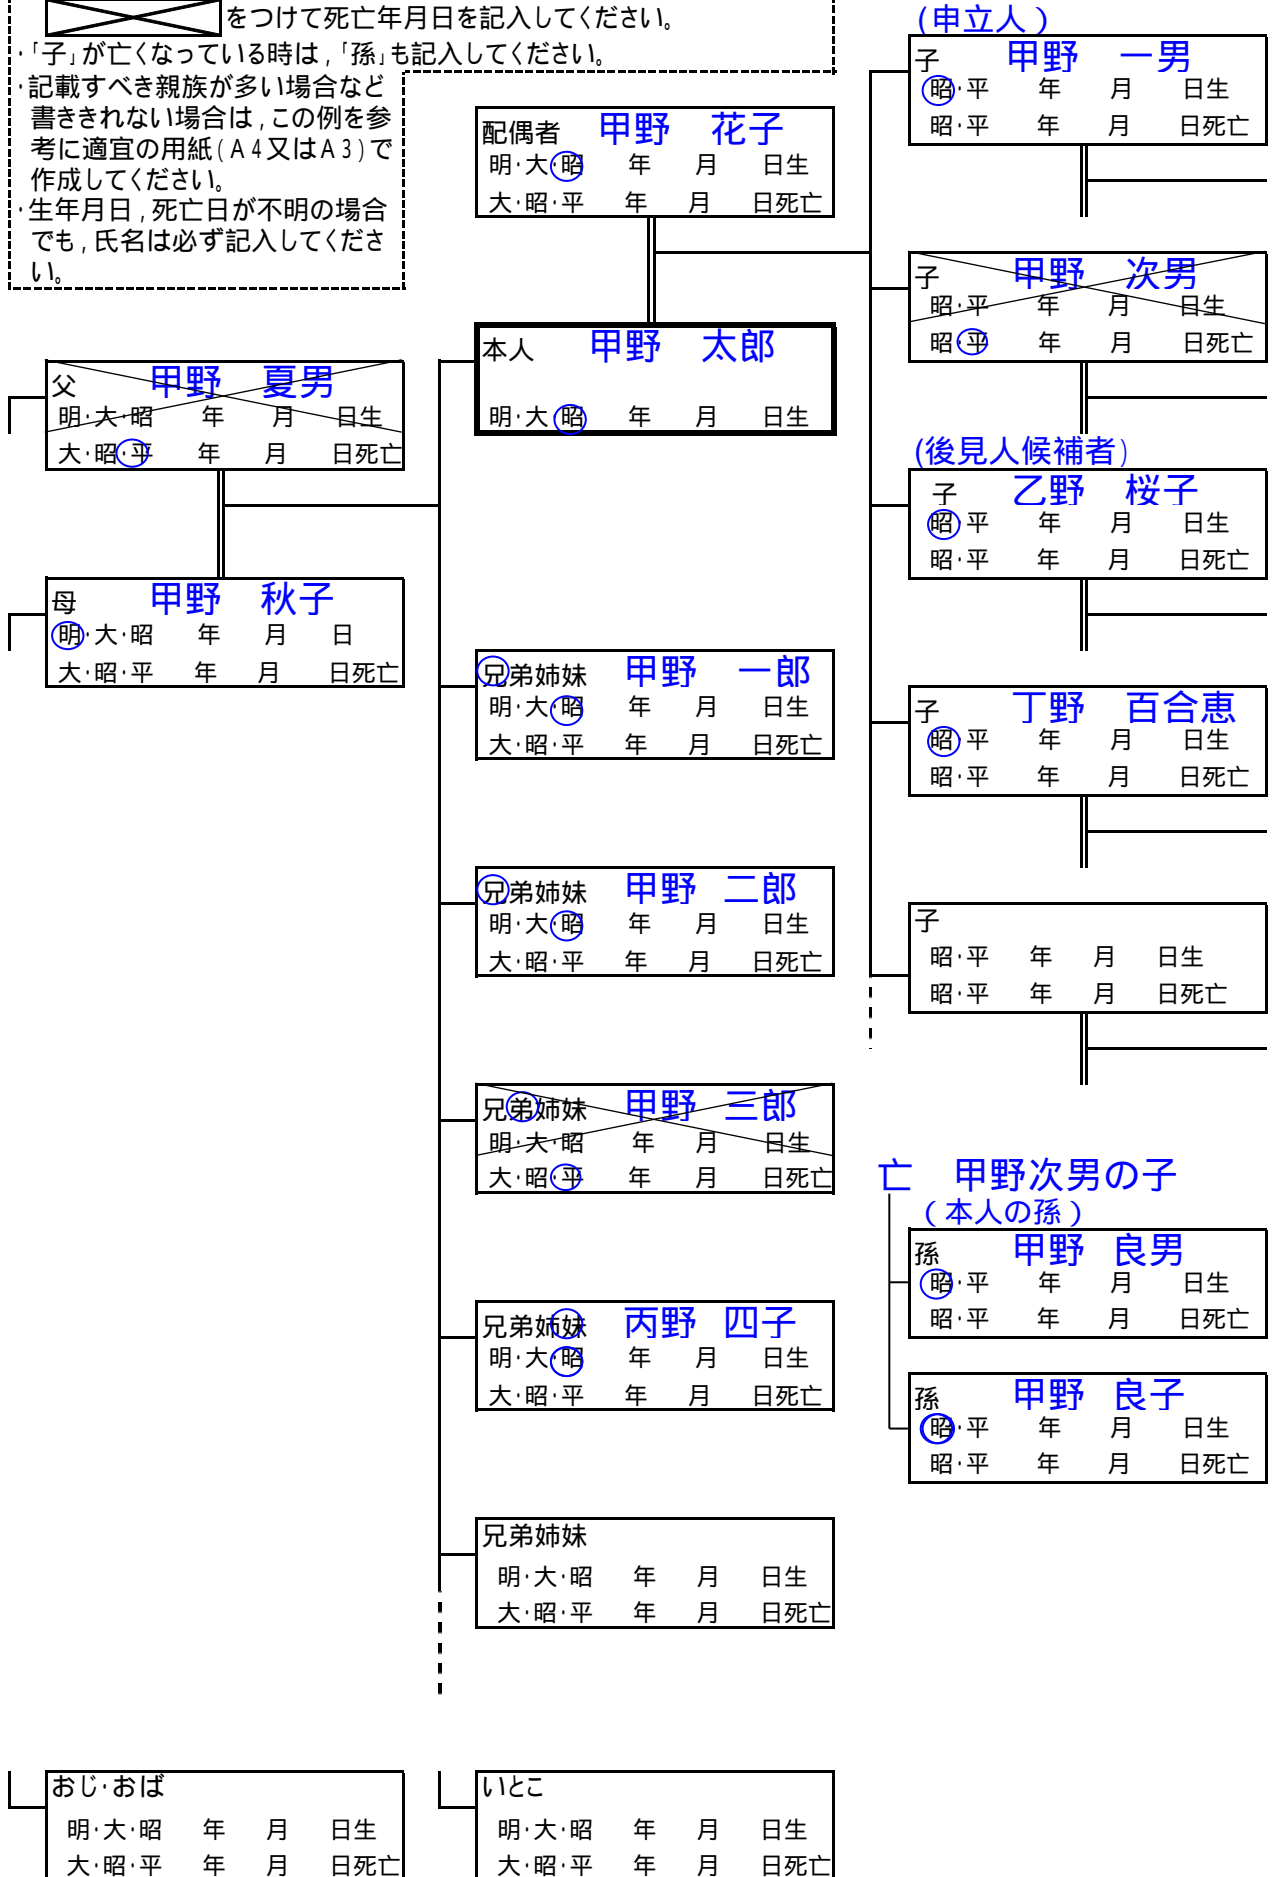 をつけて死亡年月日を記入してください。
・「子」が亡くなっている時は，「孫」も記入してください。
・記載すべき親族が多い場合など
書ききれない場合は，この例を参
考に適宜の用紙（Ａ４又はＡ３）で
作成してください。
・生年月日，死亡日が不明の場合
でも，氏名は必ず記入してくださ
い。
配偶者 甲野 花子
明・大・昭 年 月 日生
大・昭・平 年 月 日死亡
本人 甲野 太郎
明・大・昭 年 月 日生
父 甲野 夏男
明・大・昭 年 月 日生
大・昭・平 年 月 日死亡
母 甲野 秋子
明・大・昭 年 月 日
大・昭・平 年 月 日死亡
兄弟姉妹 甲野 一郎
明・大・昭 年 月 日生
大・昭・平 年 月 日死亡
兄弟姉妹 甲野 二郎
明・大・昭 年 月 日生
大・昭・平 年 月 日死亡
兄弟姉妹 甲野 三郎
明・大・昭 年 月 日生
大・昭・平 年 月 日死亡
兄弟姉妹 丙野 四子
明・大・昭 年 月 日生
大・昭・平 年 月 日死亡
兄弟姉妹
明・大・昭 年 月 日生
大・昭・平 年 月 日死亡
（申立人）
子 甲野 一男
昭・平 年 月 日生
昭・平 年 月 日死亡
子 甲野 次男
昭・平 年 月 日生
昭・平 年 月 日死亡
（後見人候補者）
子 乙野 桜子
昭・平 年 月 日生
昭・平 年 月 日死亡
子 丁野 百合恵
昭・平 年 月 日生
昭・平 年 月 日死亡
子
昭・平 年 月 日生
昭・平 年 月 日死亡
亡 甲野次男の子
（本人の孫）
孫 甲野 良男
昭・平 年 月 日生
昭・平 年 月 日死亡
孫 甲野 良子
昭・平 年 月 日生
昭・平 年 月 日死亡
おじ・おば
明・大・昭 年 月 日生
大・昭・平 年 月 日死亡
いとこ
明・大・昭 年 月 日生
大・昭・平 年 月 日死亡